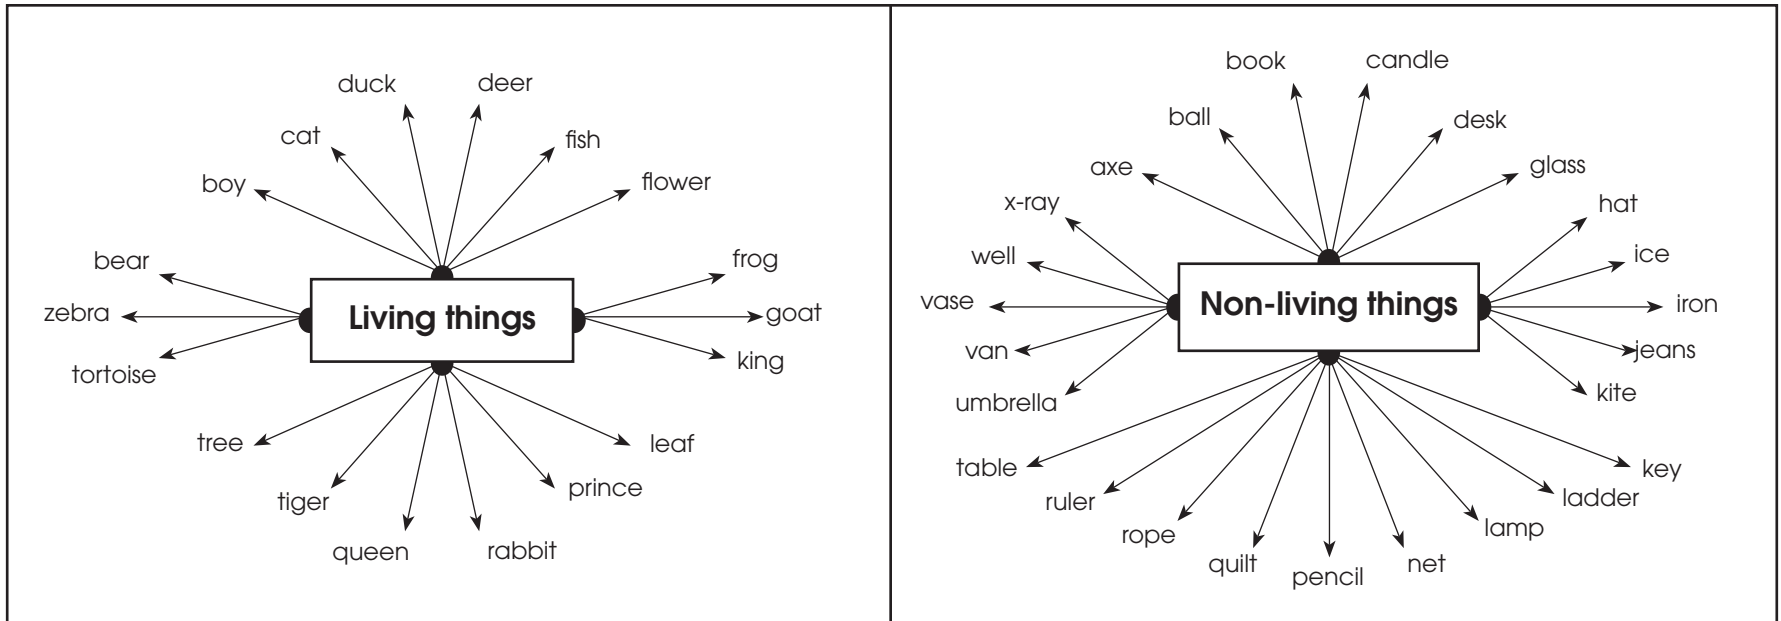 duck
deer
cat
fish
boy
flower
bear
frog
zebra
Living things
goat
tortoise
king
tree
leaf
tiger
prince
queen
rabbit
book
candle
ball
desk
axe
glass
x-ray
hat
well
ice
vase
Non-living things
iron
van
jeans
umbrella
kite
table
key
ruler
ladder
rope
lamp
quilt
net
pencil